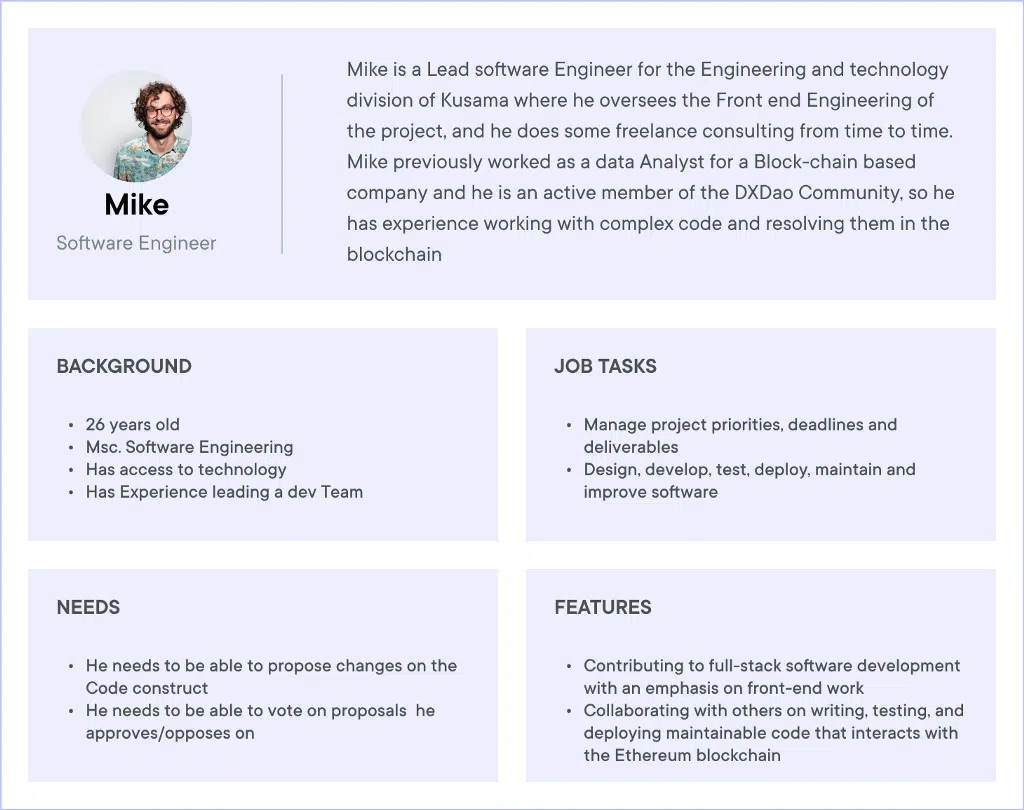 Mike
Software Engineer
Mike is a Lead software Engineer for the Engineering and technology
division of Kusama where he oversees the Front end Engineering of
the project, and he does some freelance consulting from time to time.
Mike previously worked as a data Analyst for a Block-chain based
company and he is an active member of the DXDao Community, so he
has experience working with complex code and resolving them in the
blockchain
BACKGROUND
• 26 years old
• Msc. Software Engineering
• Has access to technology
• Has Experience leading a dev Team
JOB TASKS
• Manage project priorities, deadlines and
deliverables
• Design, develop, test, deploy, maintain and
improve software
NEEDS
• He needs to be able to propose changes on the
Code construct
• He needs to be able to vote on proposals  he
approves/opposes on
FEATURES
• Contributing to full-stack software development
with an emphasis on front-end work
• Collaborating with others on writing, testing, and
deploying maintainable code that interacts with
the Ethereum blockchain